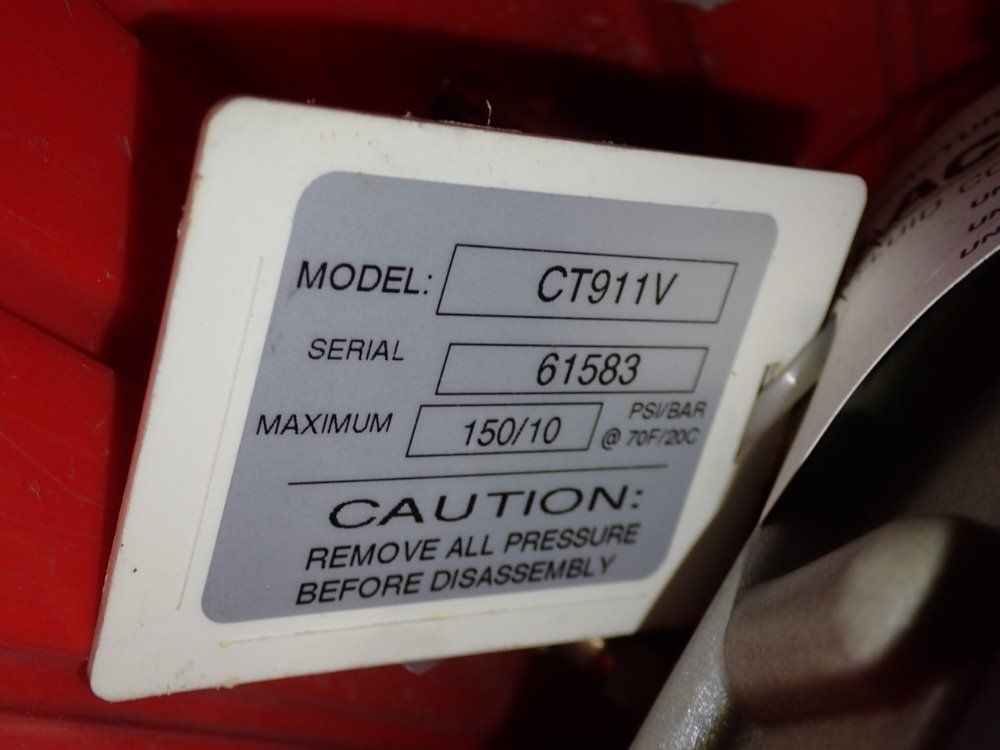 MODEL: CT911V
SERIAL 61583
MAXIMUM 150/10 PSI/BAR
@ 70F/20C
CAUTION:
REMOVE ALL PRESSURE
BEFORE DISASSEMBLY